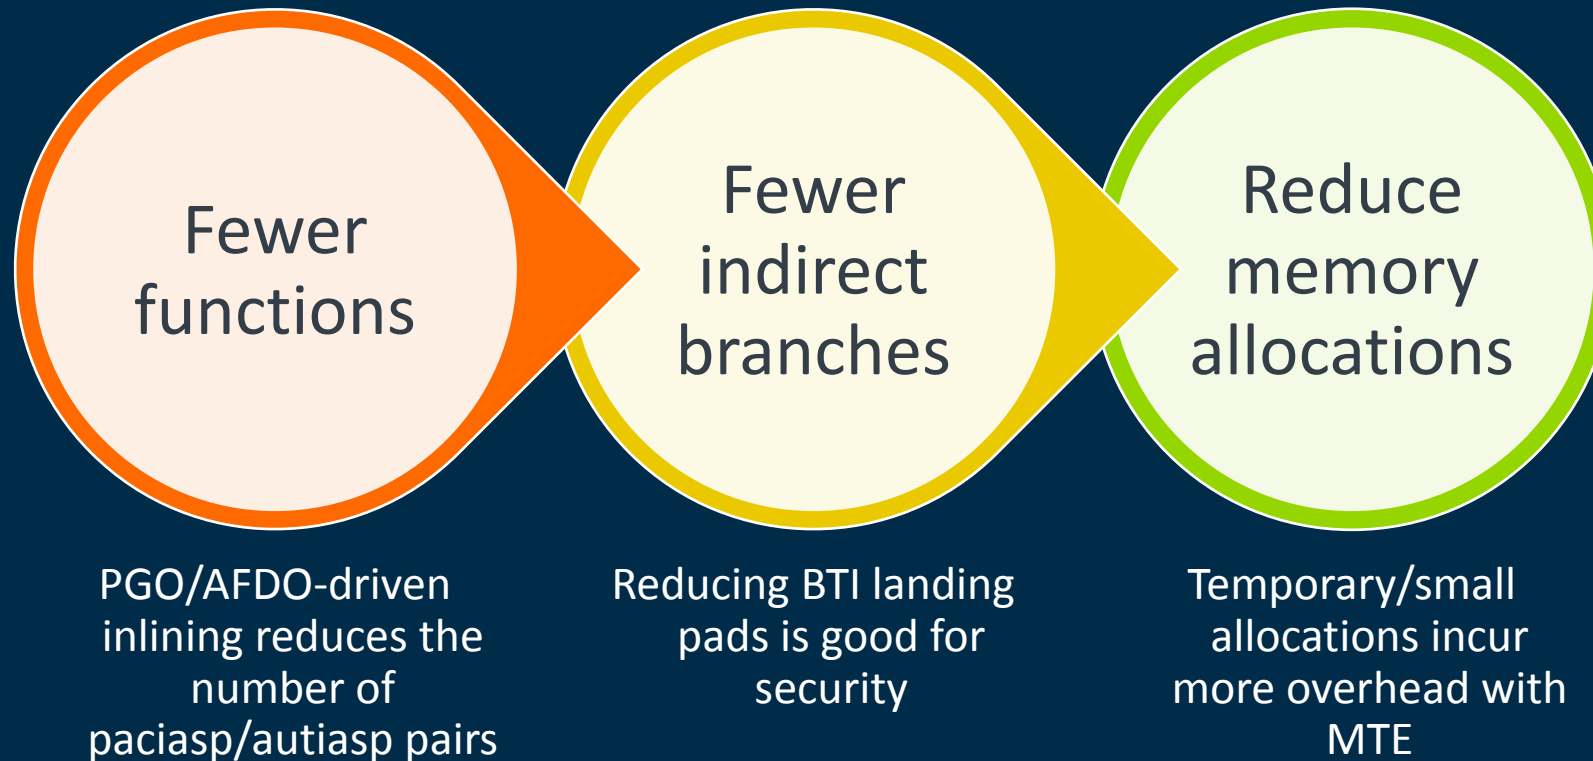 Fewer
functions
Fewer
indirect
branches
Reduce
memory
allocations
PGO/AFDO-driven
inlining reduces the
number of
paciasp/autiasp pairs
Reducing BTI landing
pads is good for
security
Temporary/small
allocations incur
more overhead with
MTE